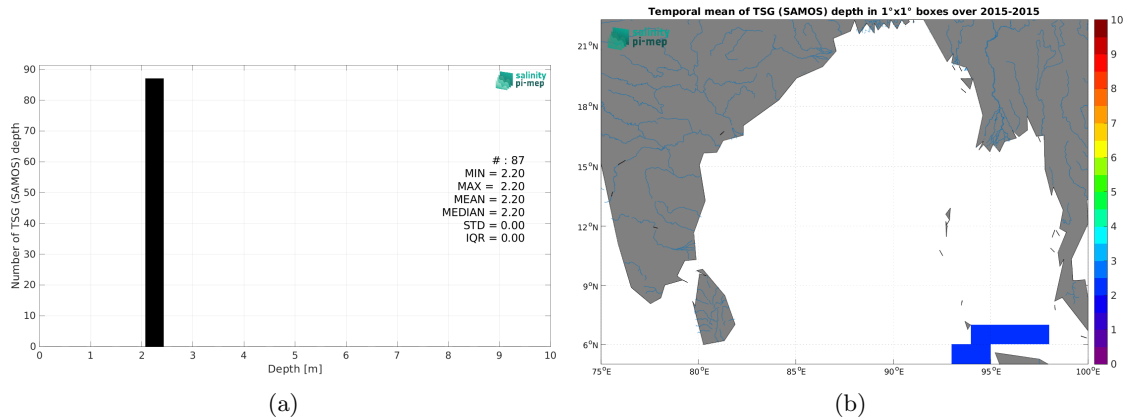 salinity
pi-mep
Number of TSG (SAMOS) depth
90
80
70
60
50
40
30
20
10
0
# : 87
MIN = 2.20
MAX = 2.20
MEAN = 2.20
MEDIAN = 2.20
STD = 0.00
IQR = 0.00
0 1 2 3 4 5 6 7 8 9 10
Depth [m]
(a)
Temporal mean of TSG (SAMOS) depth in 1°x1° boxes over 2015-2015
salinity
pi-mep
21°N
18°N
15°N
12°N
9°N
6°N
75°E 80°E 85°E 90°E 95°E 100°E
10
9
8
7
6
5
4
3
2
1
0
(b)